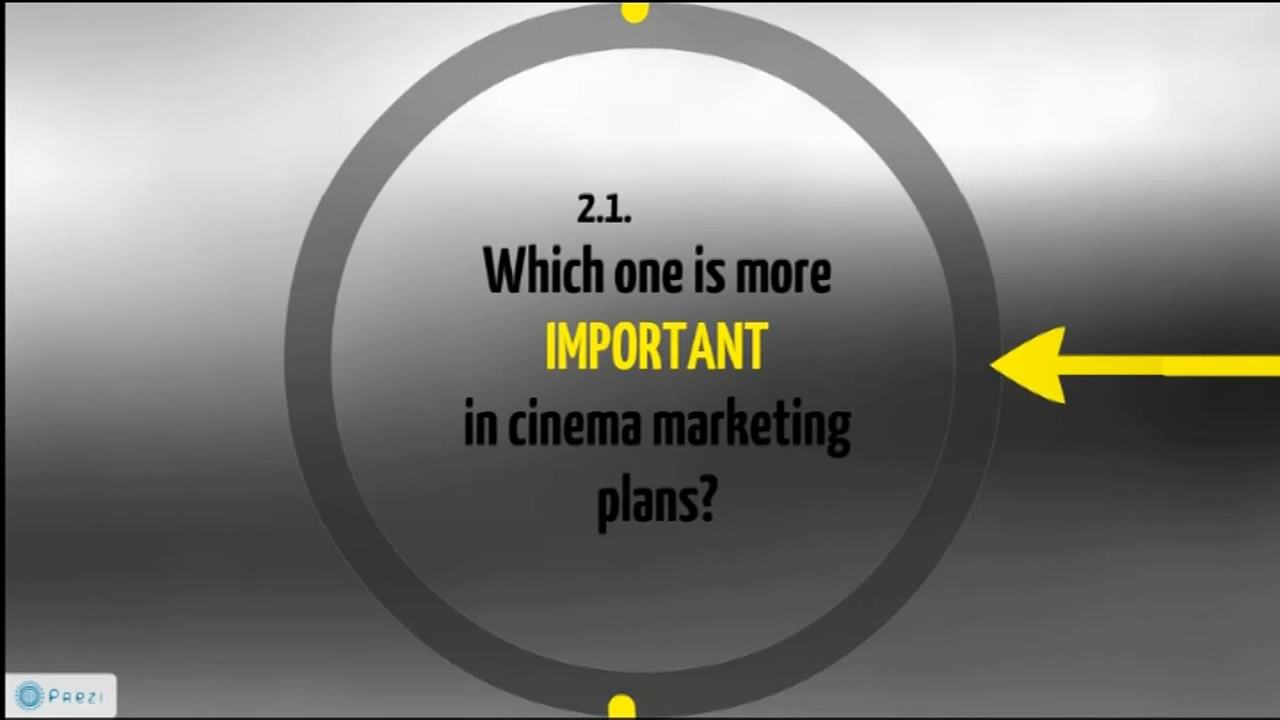 2.1.
Which one is more
IMPORTANT
in cinema marketing
plans?
Prezi